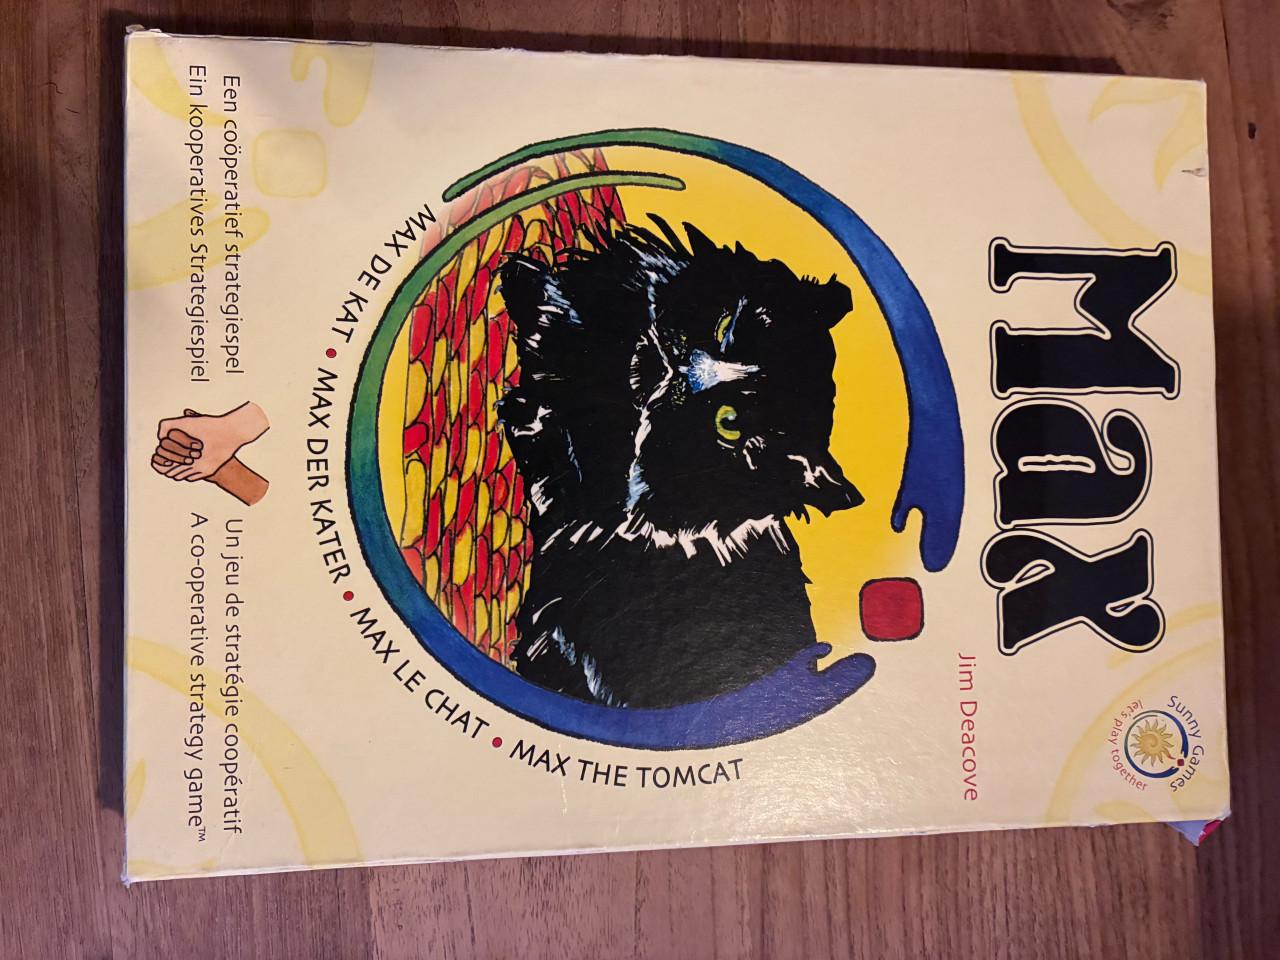 Max
Sunny Games
let's play together
Jim Deacove
MAX DE KAT • MAX DER KATER • MAX LE CHAT • MAX THE TOMCAT
Een coöperatief strategiespel
Ein kooperatives Strategiespiel
Un jeu de stratégie coopératif
A co-operative strategy game™